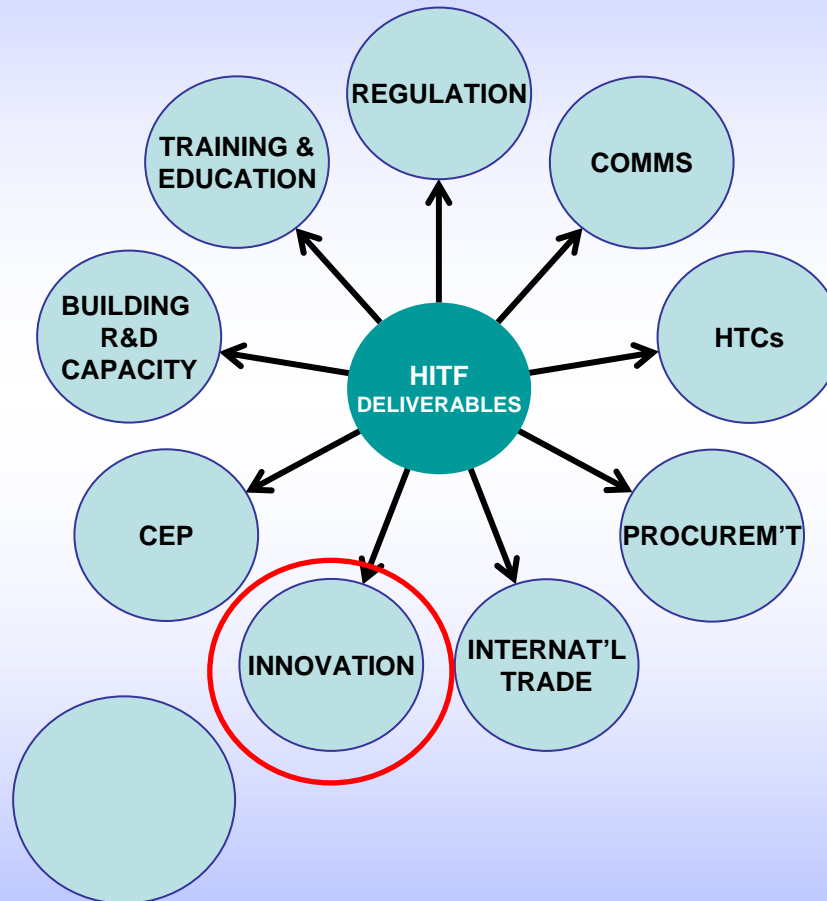 REGULATION
TRAINING &
EDUCATION
COMMS
BUILDING
R&D
CAPACITY
HTCs
HITF
DELIVERABLES
CEP
PROCUREM'T
INNOVATION
INTERNAT’L
TRADE